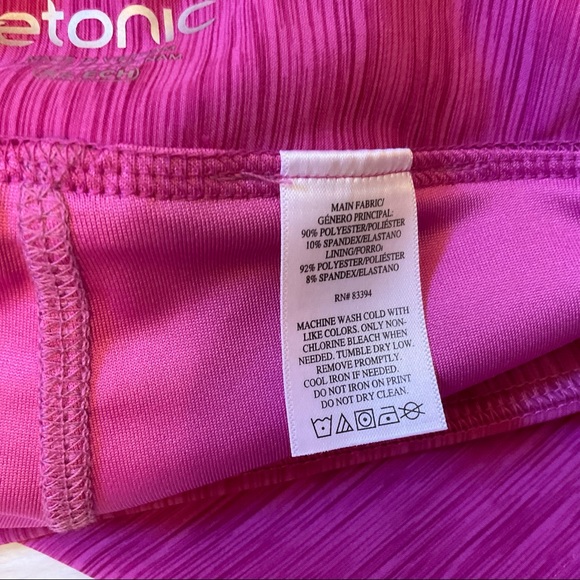 etonic
MAIN FABRIC/
GÉNERO PRINCIPAL:
90% POLYESTER/POLIÉSTER
10% SPANDEX/ELASTANO
LINING/FORRO:
92% POLYESTER/POLIÉSTER
8% SPANDEX/ELASTANO
RN# 83394
MACHINE WASH COLD WITH
LIKE COLORS. ONLY NON-
CHLORINE BLEACH WHEN
NEEDED. TUMBLE DRY LOW.
REMOVE PROMPTLY.
COOL IRON IF NEEDED.
DO NOT IRON ON PRINT
DO NOT DRY CLEAN.